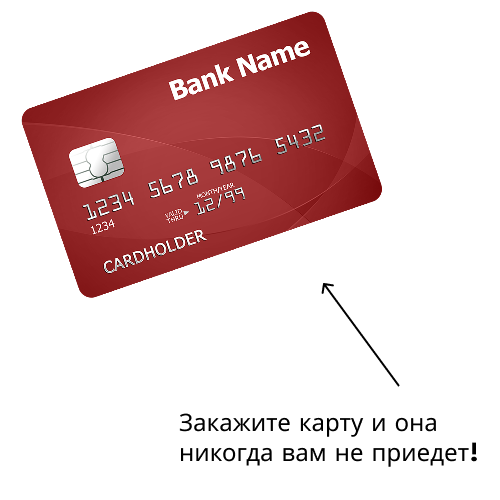 Bank Name
1234 5678 9876 5432
1234
VALID THRU MONTH/YEAR 12/99
CARDHOLDER
Закажите карту и она
никогда вам не приедет!